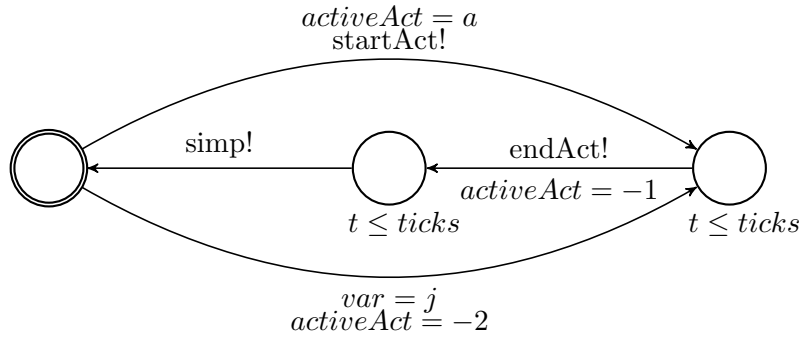 activeAct = a
startAct!
simp!
endAct!
activeAct = −1
t ≤ ticks
t ≤ ticks
var = j
activeAct = −2